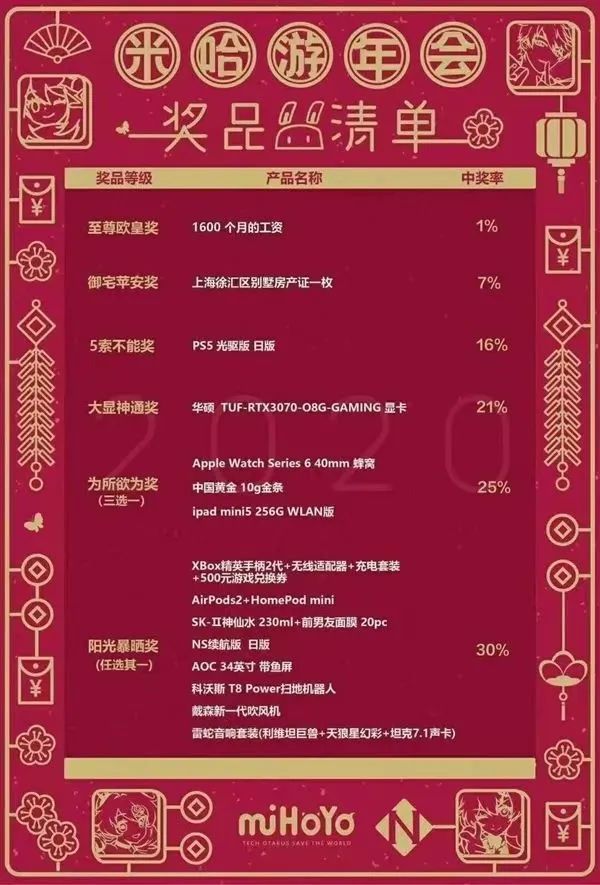 米哈游年会
奖品清单
奖品等级 产品名称 中奖率
至尊欧皇奖 1600 个月的工资 1%
御宅苹安奖 上海徐汇区别墅房产证一枚 7%
5索不能奖 PS5 光驱版 日版 16%
大显神通奖 华硕 TUF-RTX3070-O8G-GAMING 显卡 21%
Apple Watch Series 6 40mm 蜂窝
为所欲为奖 中国黄金 10g金条 25%
(三选一)
ipad mini5 256G WLAN版
XBox精英手柄2代+无线适配器+充电套装
+500元游戏兑换券
AirPods2+HomePod mini
SK-II神仙水 230ml+前男友面膜 20pc
阳光暴晒奖 NS续航版 日版 30%
(任选其一)
AOC 34英寸 带鱼屏
科沃斯 T8 Power扫地机器人
戴森新一代吹风机
雷蛇音响套装(利维坦巨兽+天狼星幻彩+坦克7.1声卡)
2020
¥
¥
¥
¥
miHoYo
TECH OTAKUS SAVE THE WORLD
N